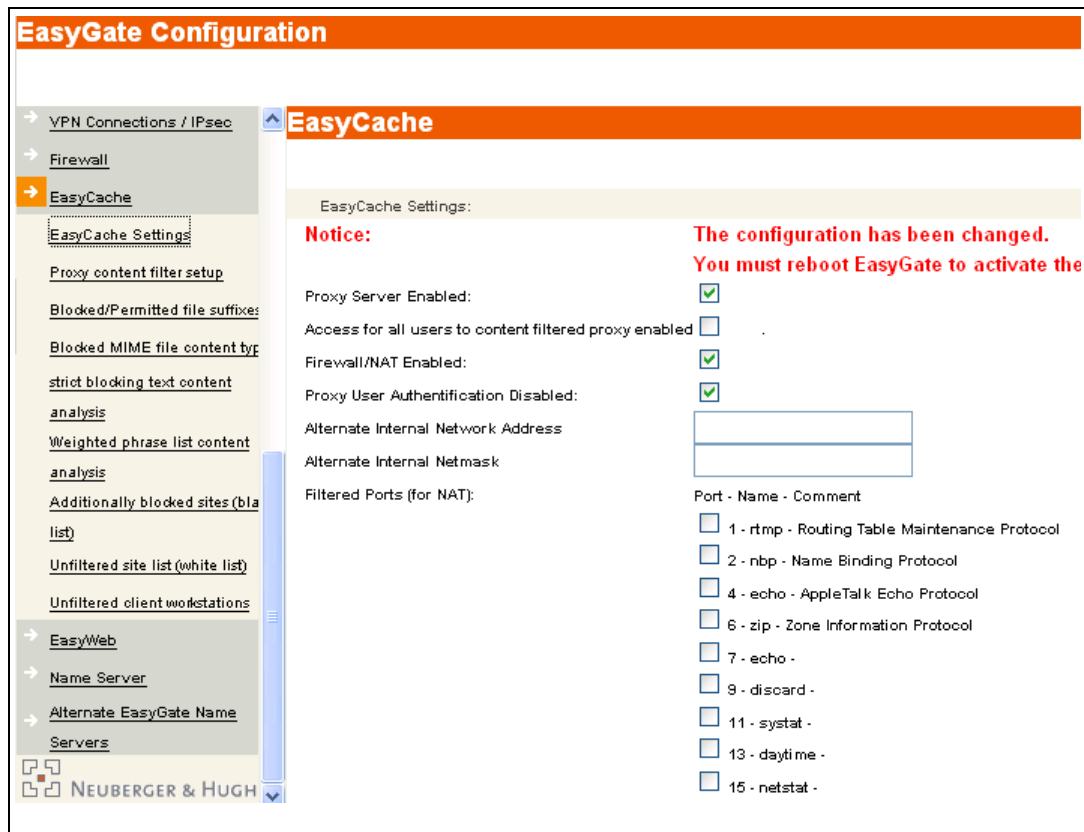 EasyGate Configuration
VPN Connections / IPsec
Firewall
EasyCache
EasyCache Settings
Proxy content filter setup
Blocked/Permitted file suffixes
Blocked MIME file content typ
strict blocking text content
analysis
Weighted phrase list content
analysis
Additionally blocked sites (bla
list)
Unfiltered site list (white list)
Unfiltered client workstations
EasyWeb
Name Server
Alternate EasyGate Name
Servers
NEUBERGER & HUGH
EasyCache
EasyCache Settings:
Notice: The configuration has been changed.
You must reboot EasyGate to activate the
Proxy Server Enabled:
Access for all users to content filtered proxy enabled .
Firewall/NAT Enabled:
Proxy User Authentification Disabled:
Alternate Internal Network Address
Alternate Internal Netmask
Filtered Ports (for NAT): Port - Name - Comment
1 - rtmp - Routing Table Maintenance Protocol
2 - nbp - Name Binding Protocol
4 - echo - AppleTalk Echo Protocol
6 - zip - Zone Information Protocol
7 - echo -
9 - discard -
11 - systat -
13 - daytime -
15 - netstat -